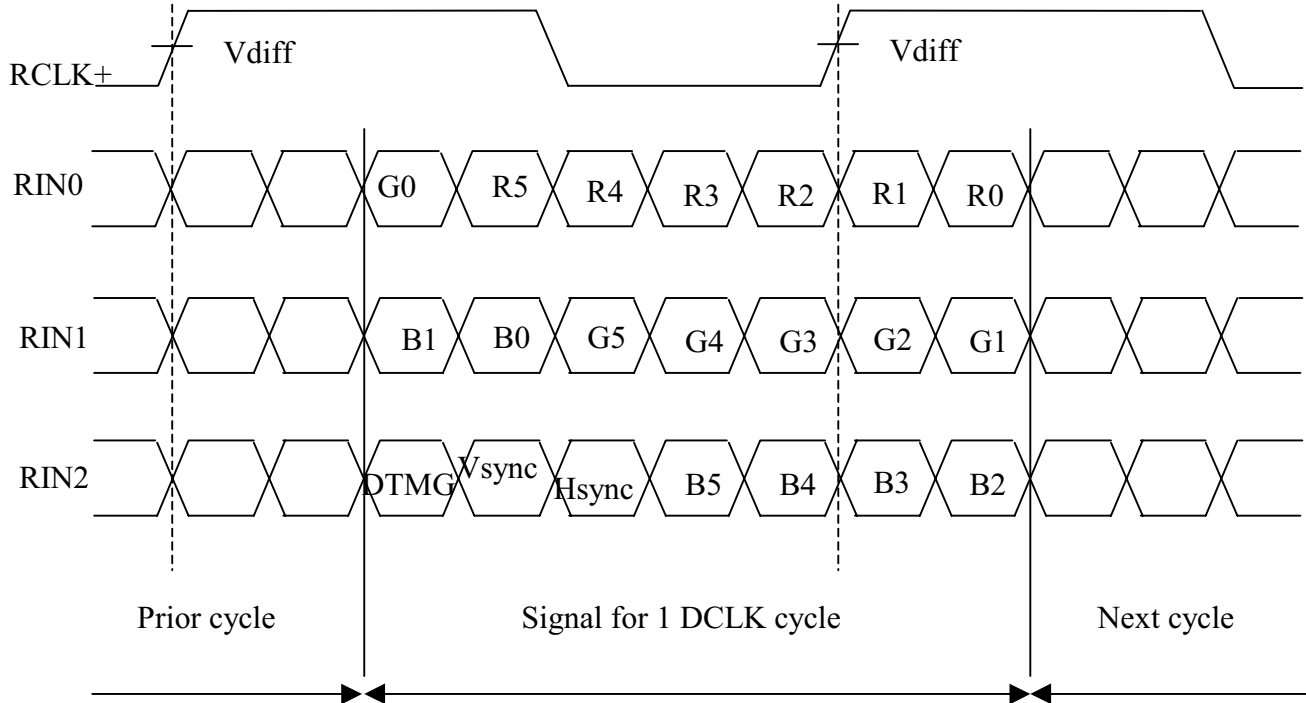 Vdiff Vdiff
RCLK+
RIN0 G0 R5 R4 R3 R2 R1 R0
RIN1 B1 B0 G5 G4 G3 G2 G1
RIN2 DTMG Vsync Hsync B5 B4 B3 B2
Prior cycle Signal for 1 DCLK cycle Next cycle